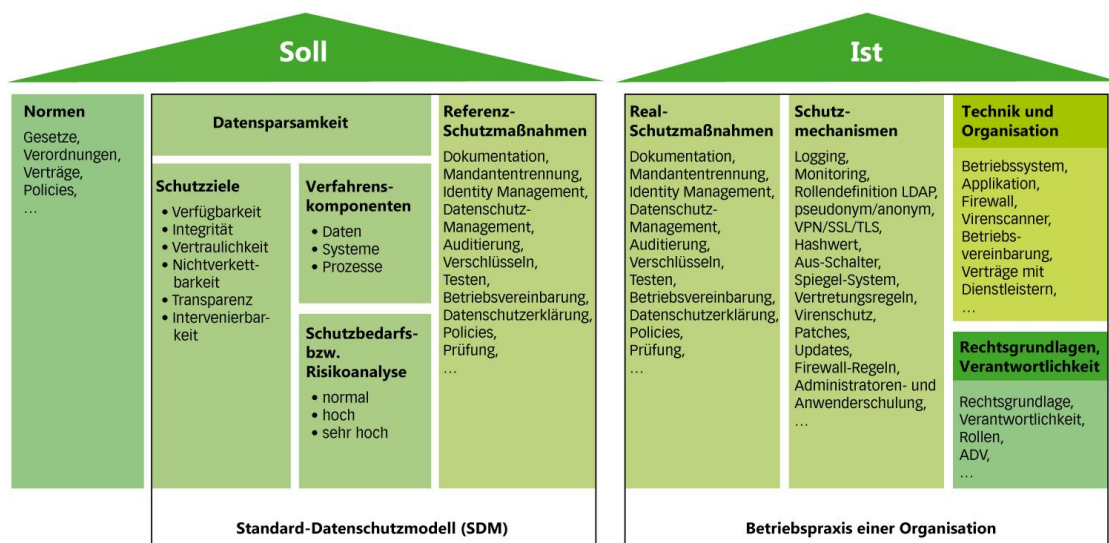 Soll
Normen
Gesetze,
Verordnungen,
Verträge,
Policies,
…
Datensparsamkeit
Schutzziele
• Verfügbarkeit
• Integrität
• Vertraulichkeit
• Nichtverkett-
barkeit
• Transparenz
• Intervenierbar-
keit
Verfahrens-
komponenten
• Daten
• Systeme
• Prozesse
Schutzbedarfs-
bzw.
Risikoanalyse
• normal
• hoch
• sehr hoch
Referenz-
Schutzmaßnahmen
Dokumentation,
Mandantentrennung,
Identity Management,
Datenschutz-
Management,
Auditierung,
Verschlüsseln,
Testen,
Betriebsvereinbarung,
Datenschutzerklärung,
Policies,
Prüfung,
…
Standard-Datenschutzmodell (SDM)
Ist
Real-
Schutzmaßnahmen
Dokumentation,
Mandantentrennung,
Identity Management,
Datenschutz-
Management,
Auditierung,
Verschlüsseln,
Testen,
Betriebsvereinbarung,
Datenschutzerklärung,
Policies,
Prüfung,
…
Schutz-
mechanismen
Logging,
Monitoring,
Rollendefinition LDAP,
pseudonym/anonym,
VPN/SSL/TLS,
Hashwert,
Aus-Schalter,
Spiegel-System,
Vertretungsregeln,
Virenschutz,
Patches,
Updates,
Firewall-Regeln,
Administratoren- und
Anwenderschulung,
…
Technik und
Organisation
Betriebssystem,
Applikation,
Firewall,
Virenscanner,
Betriebs-
vereinbarung,
Verträge mit
Dienstleistern,
…
Rechtsgrundlagen,
Verantwortlichkeit
Rechtsgrundlage,
Verantwortlichkeit,
Rollen,
ADV,
…
Betriebspraxis einer Organisation